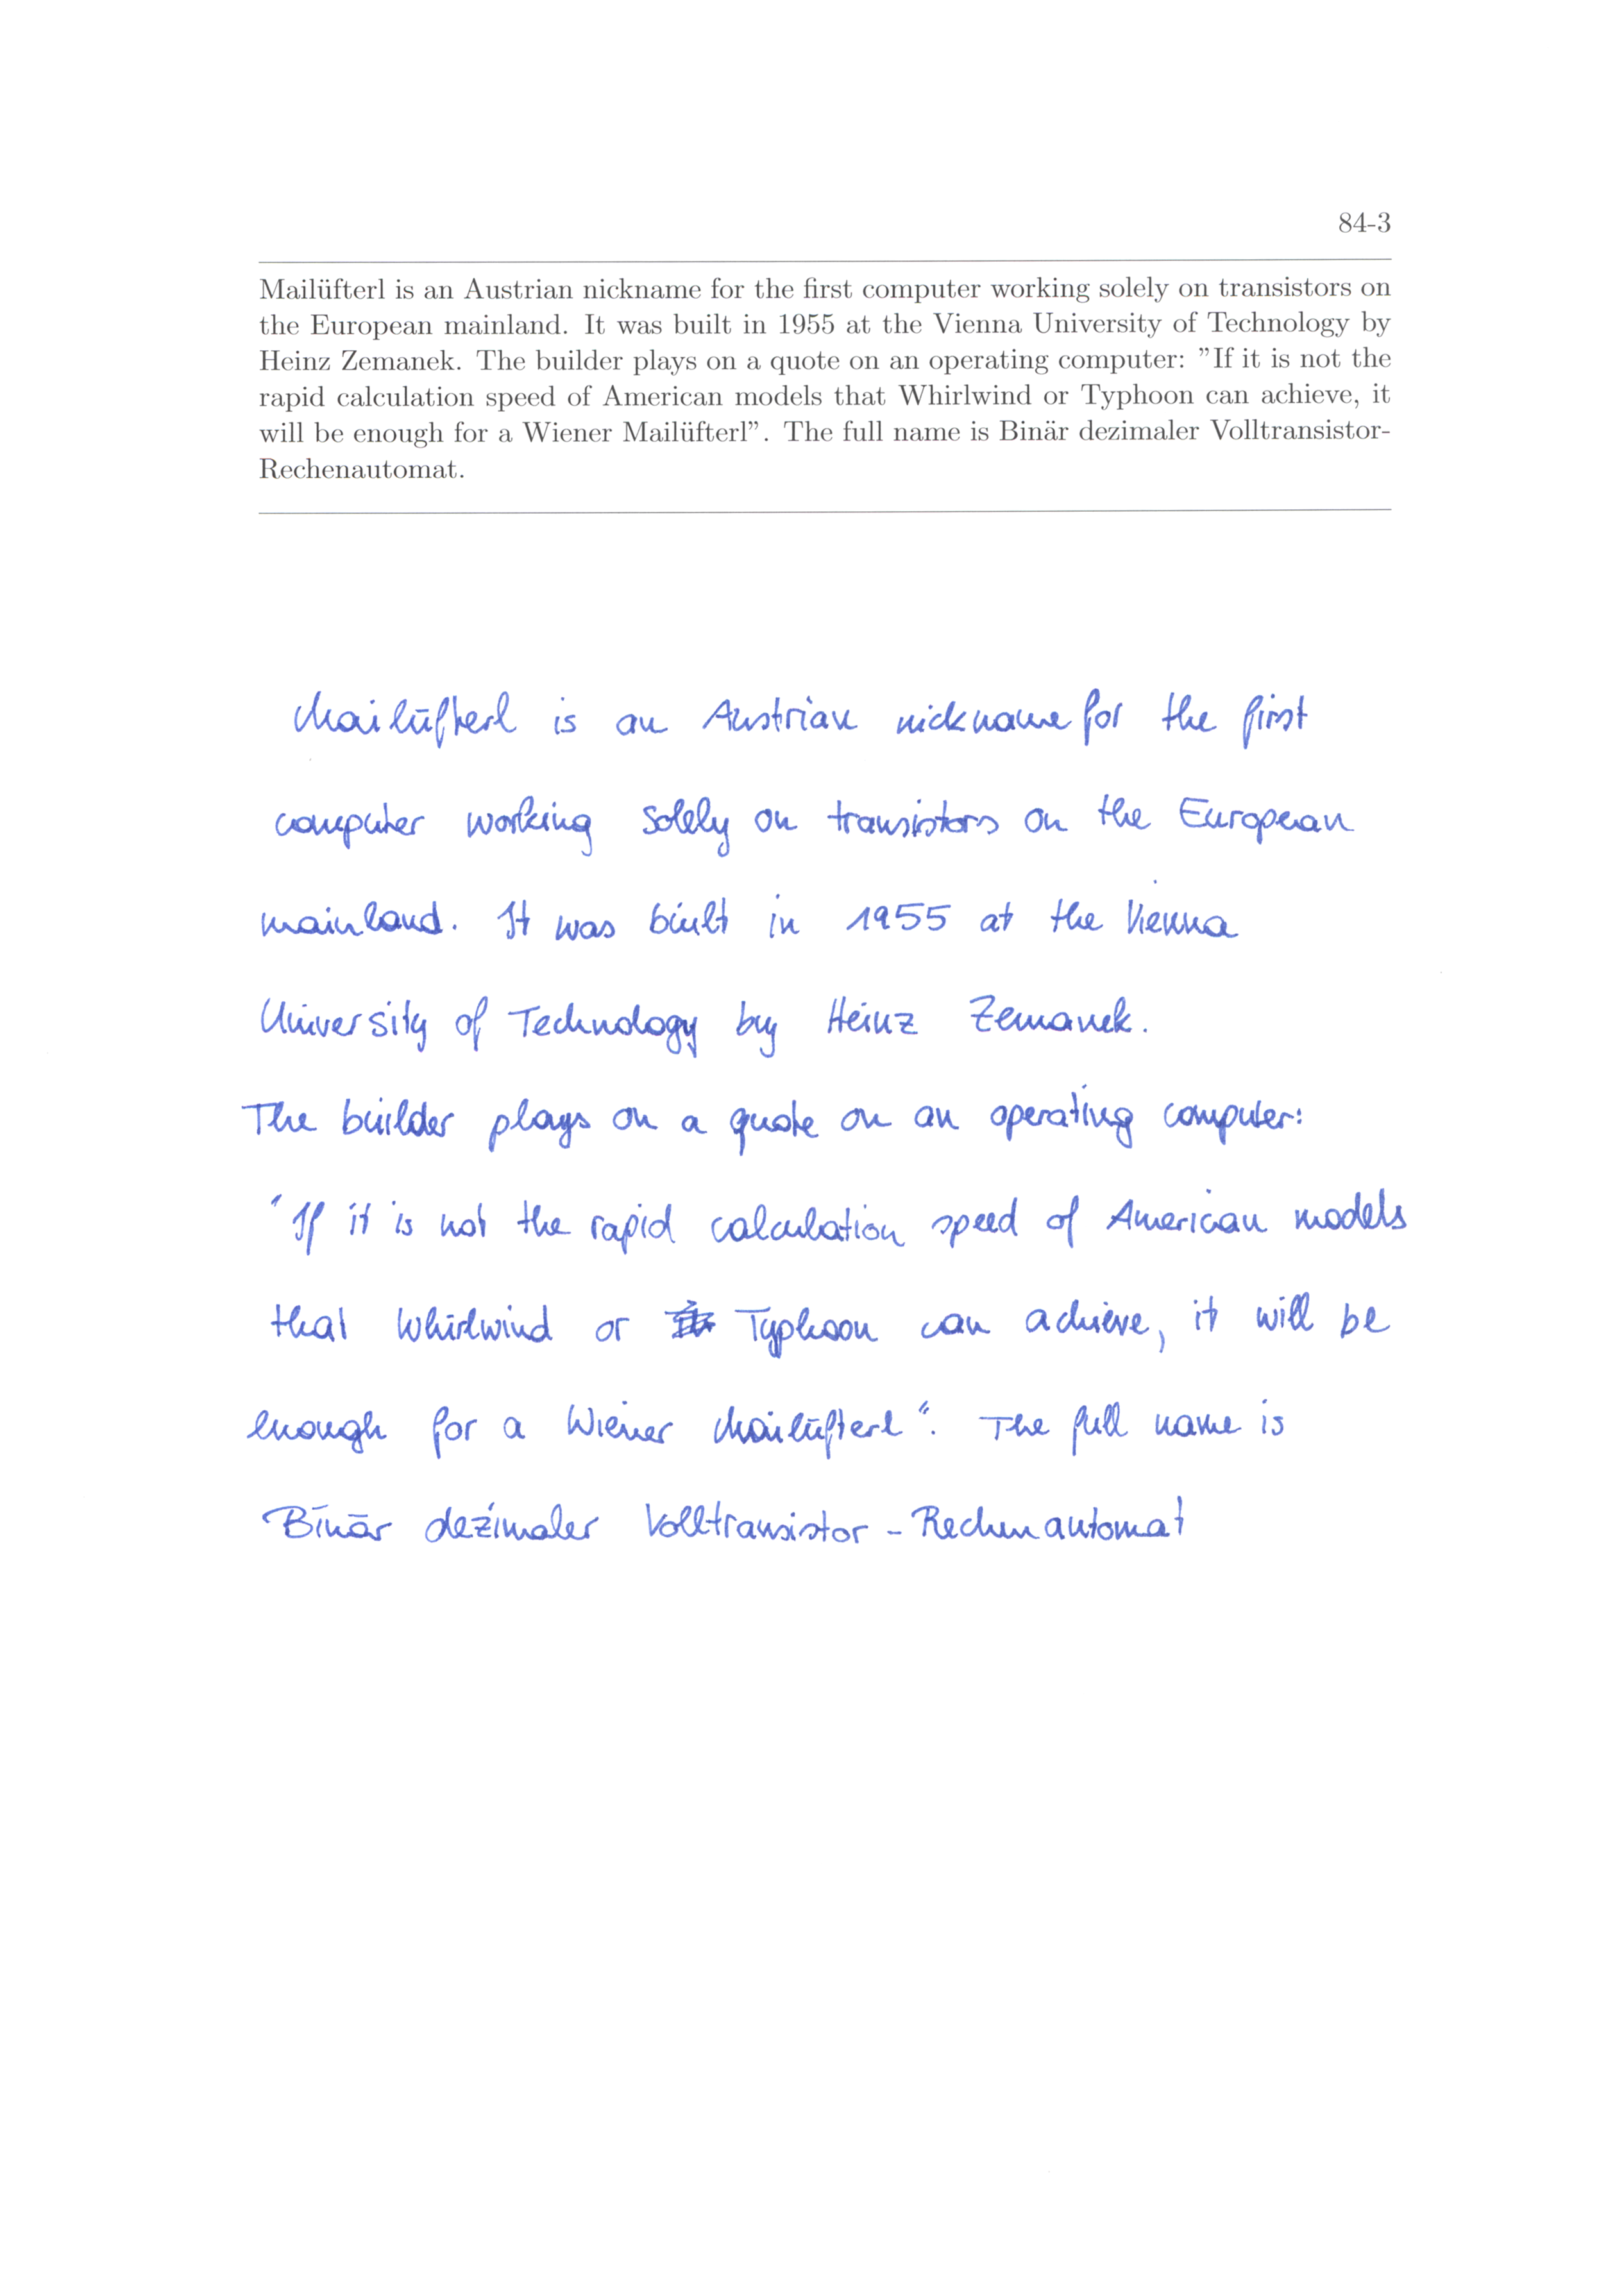 84-3
Mailüfterl is an Austrian nickname for the first computer working solely on transistors on
the European mainland. It was built in 1955 at the Vienna University of Technology by
Heinz Zemanek. The builder plays on a quote on an operating computer: ”If it is not the
rapid calculation speed of American models that Whirlwind or Typhoon can achieve, it
will be enough for a Wiener Mailüfterl”. The full name is Binär dezimaler Volltransistor-
Rechenautomat.
Mailüfterl is an Austrian nickname for the first
computer working solely on transistors on the European
mainland. It was built in 1955 at the Vienna
University of Technology by Heinz Zemanek.
The builder plays on a quote on an operating computer:
"If it is not the rapid calculation speed of American models
that Whirlwind or Typhoon can achieve, it will be
enough for a Wiener Mailüfterl". The full name is
Binär dezimaler Volltransistor - Rechenautomat